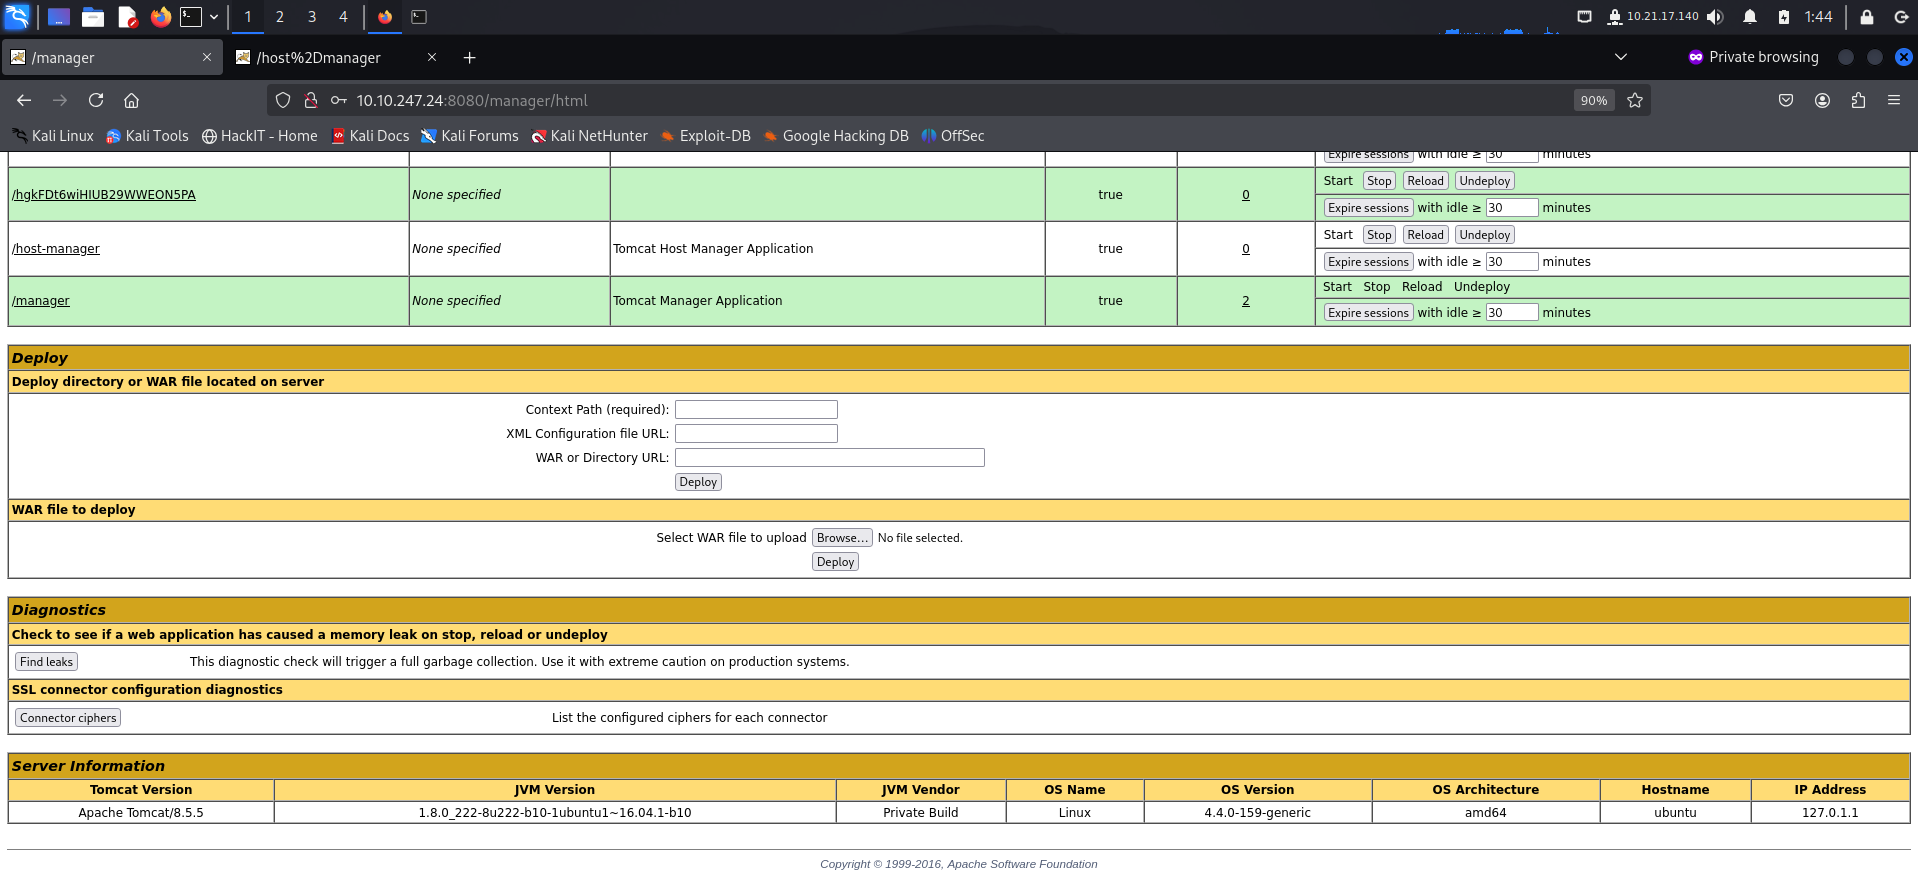 1 2 3 4 10.21.17.140 1:44
/manager /host%2Dmanager Private browsing
10.10.247.24:8080/manager/html 90%
Kali Linux Kali Tools HackIT - Home Kali Docs Kali Forums Kali NetHunter Exploit-DB Google Hacking DB OffSec
Expire sessions with idle ≥ 30 minutes
/hgkFDt6wiHIUB29WWEON5PA None specified true 0 Start Stop Reload Undeploy
Expire sessions with idle ≥ 30 minutes
/host-manager None specified Tomcat Host Manager Application true 0 Start Stop Reload Undeploy
Expire sessions with idle ≥ 30 minutes
/manager None specified Tomcat Manager Application true 2 Start Stop Reload Undeploy
Expire sessions with idle ≥ 30 minutes
Deploy
Deploy directory or WAR file located on server
Context Path (required):
XML Configuration file URL:
WAR or Directory URL:
Deploy
WAR file to deploy
Select WAR file to upload Browse... No file selected.
Deploy
Diagnostics
Check to see if a web application has caused a memory leak on stop, reload or undeploy
Find leaks This diagnostic check will trigger a full garbage collection. Use it with extreme caution on production systems.
SSL connector configuration diagnostics
Connector ciphers List the configured ciphers for each connector
Server Information
Tomcat Version JVM Version JVM Vendor OS Name OS Version OS Architecture Hostname IP Address
Apache Tomcat/8.5.5 1.8.0_222-8u222-b10-1ubuntu1~16.04.1-b10 Private Build Linux 4.4.0-159-generic amd64 ubuntu 127.0.1.1
Copyright © 1999-2016, Apache Software Foundation